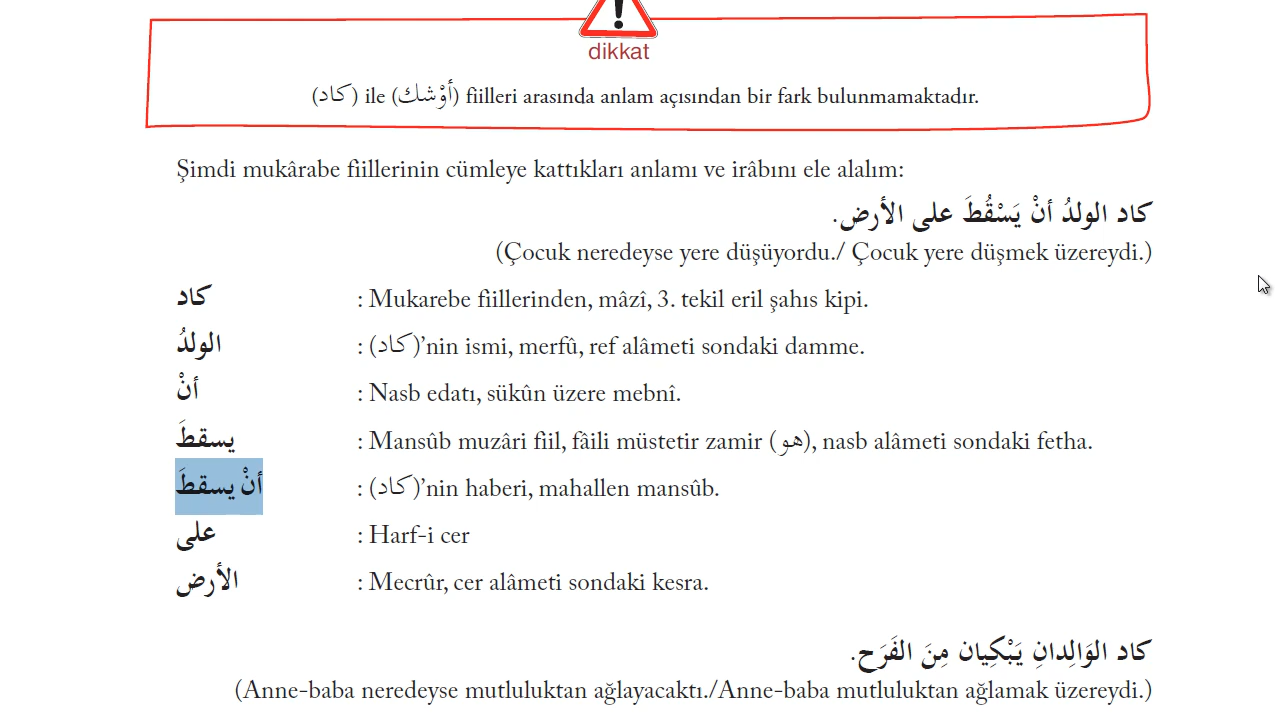 !
dikkat
(كاد) ile (أوْشك) fiilleri arasında anlam açısından bir fark bulunmamaktadır.
Şimdi mukârabe fiillerinin cümleye kattıkları anlamı ve irâbını ele alalım:
كاد الولدُ أنْ يَسْقُطَ على الأرض.
(Çocuk neredeyse yere düşüyordu./ Çocuk yere düşmek üzereydi.)
كاد : Mukarebe fiillerinden, mâzî, 3. tekil eril şahıs kipi.
الولدُ : (كاد)’nin ismi, merfû, ref alâmeti sondaki damme.
أنْ : Nasb edatı, sükûn üzere mebnî.
يسقطَ : Mansûb muzâri fiil, fâili müstetir zamir (هو), nasb alâmeti sondaki fetha.
أنْ يسقطَ : (كاد)’nin haberi, mahallen mansûb.
على : Harf-i cer
الأرض : Mecrûr, cer alâmeti sondaki kesra.
كاد الوَالِدانِ يَبْكِيان مِنَ الفَرَح.
(Anne-baba neredeyse mutluluktan ağlayacaktı./Anne-baba mutluluktan ağlamak üzereydi.)